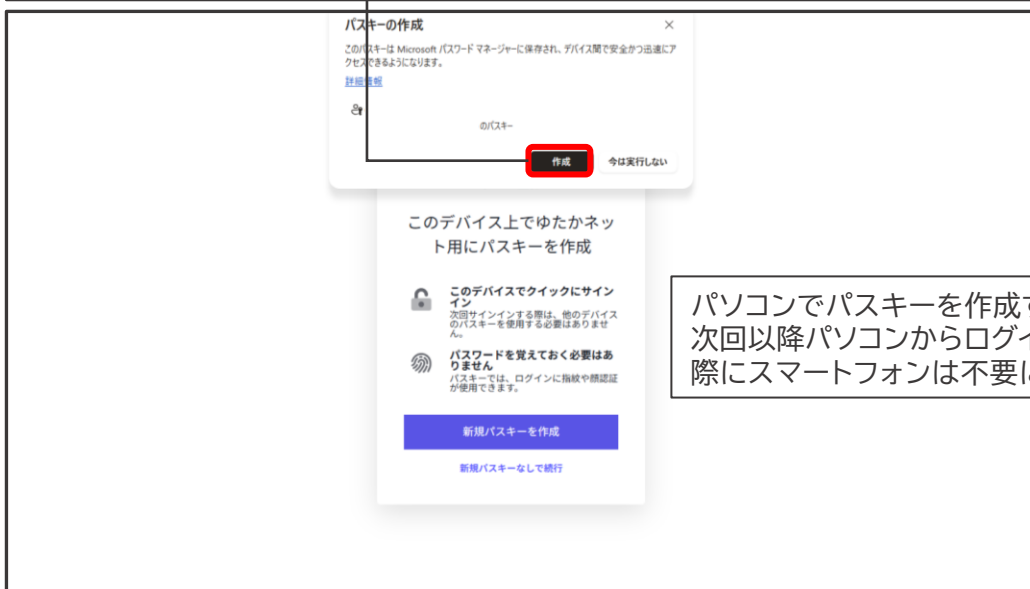 パスキーの作成
このパスキーは Microsoft パスワード マネージャーに保存され、デバイス間で安全かつ迅速にア
クセスできるようになります。
詳細情報
のパスキー
作成
今は実行しない
このデバイス上でゆたかネッ
ト用にパスキーを作成
このデバイスでクイックにサイン
イン
次回サインインする際は、他のデバイス
のパスキーを使用する必要はありませ
ん。
パスワードを覚えておく必要はあ
りません
パスキーでは、ログインに指紋や顔認証
が使用できます。
新規パスキーを作成
新規パスキーなしで続行
パソコンでパスキーを作成
次回以降パソコンからログイ
際にスマートフォンは不要に